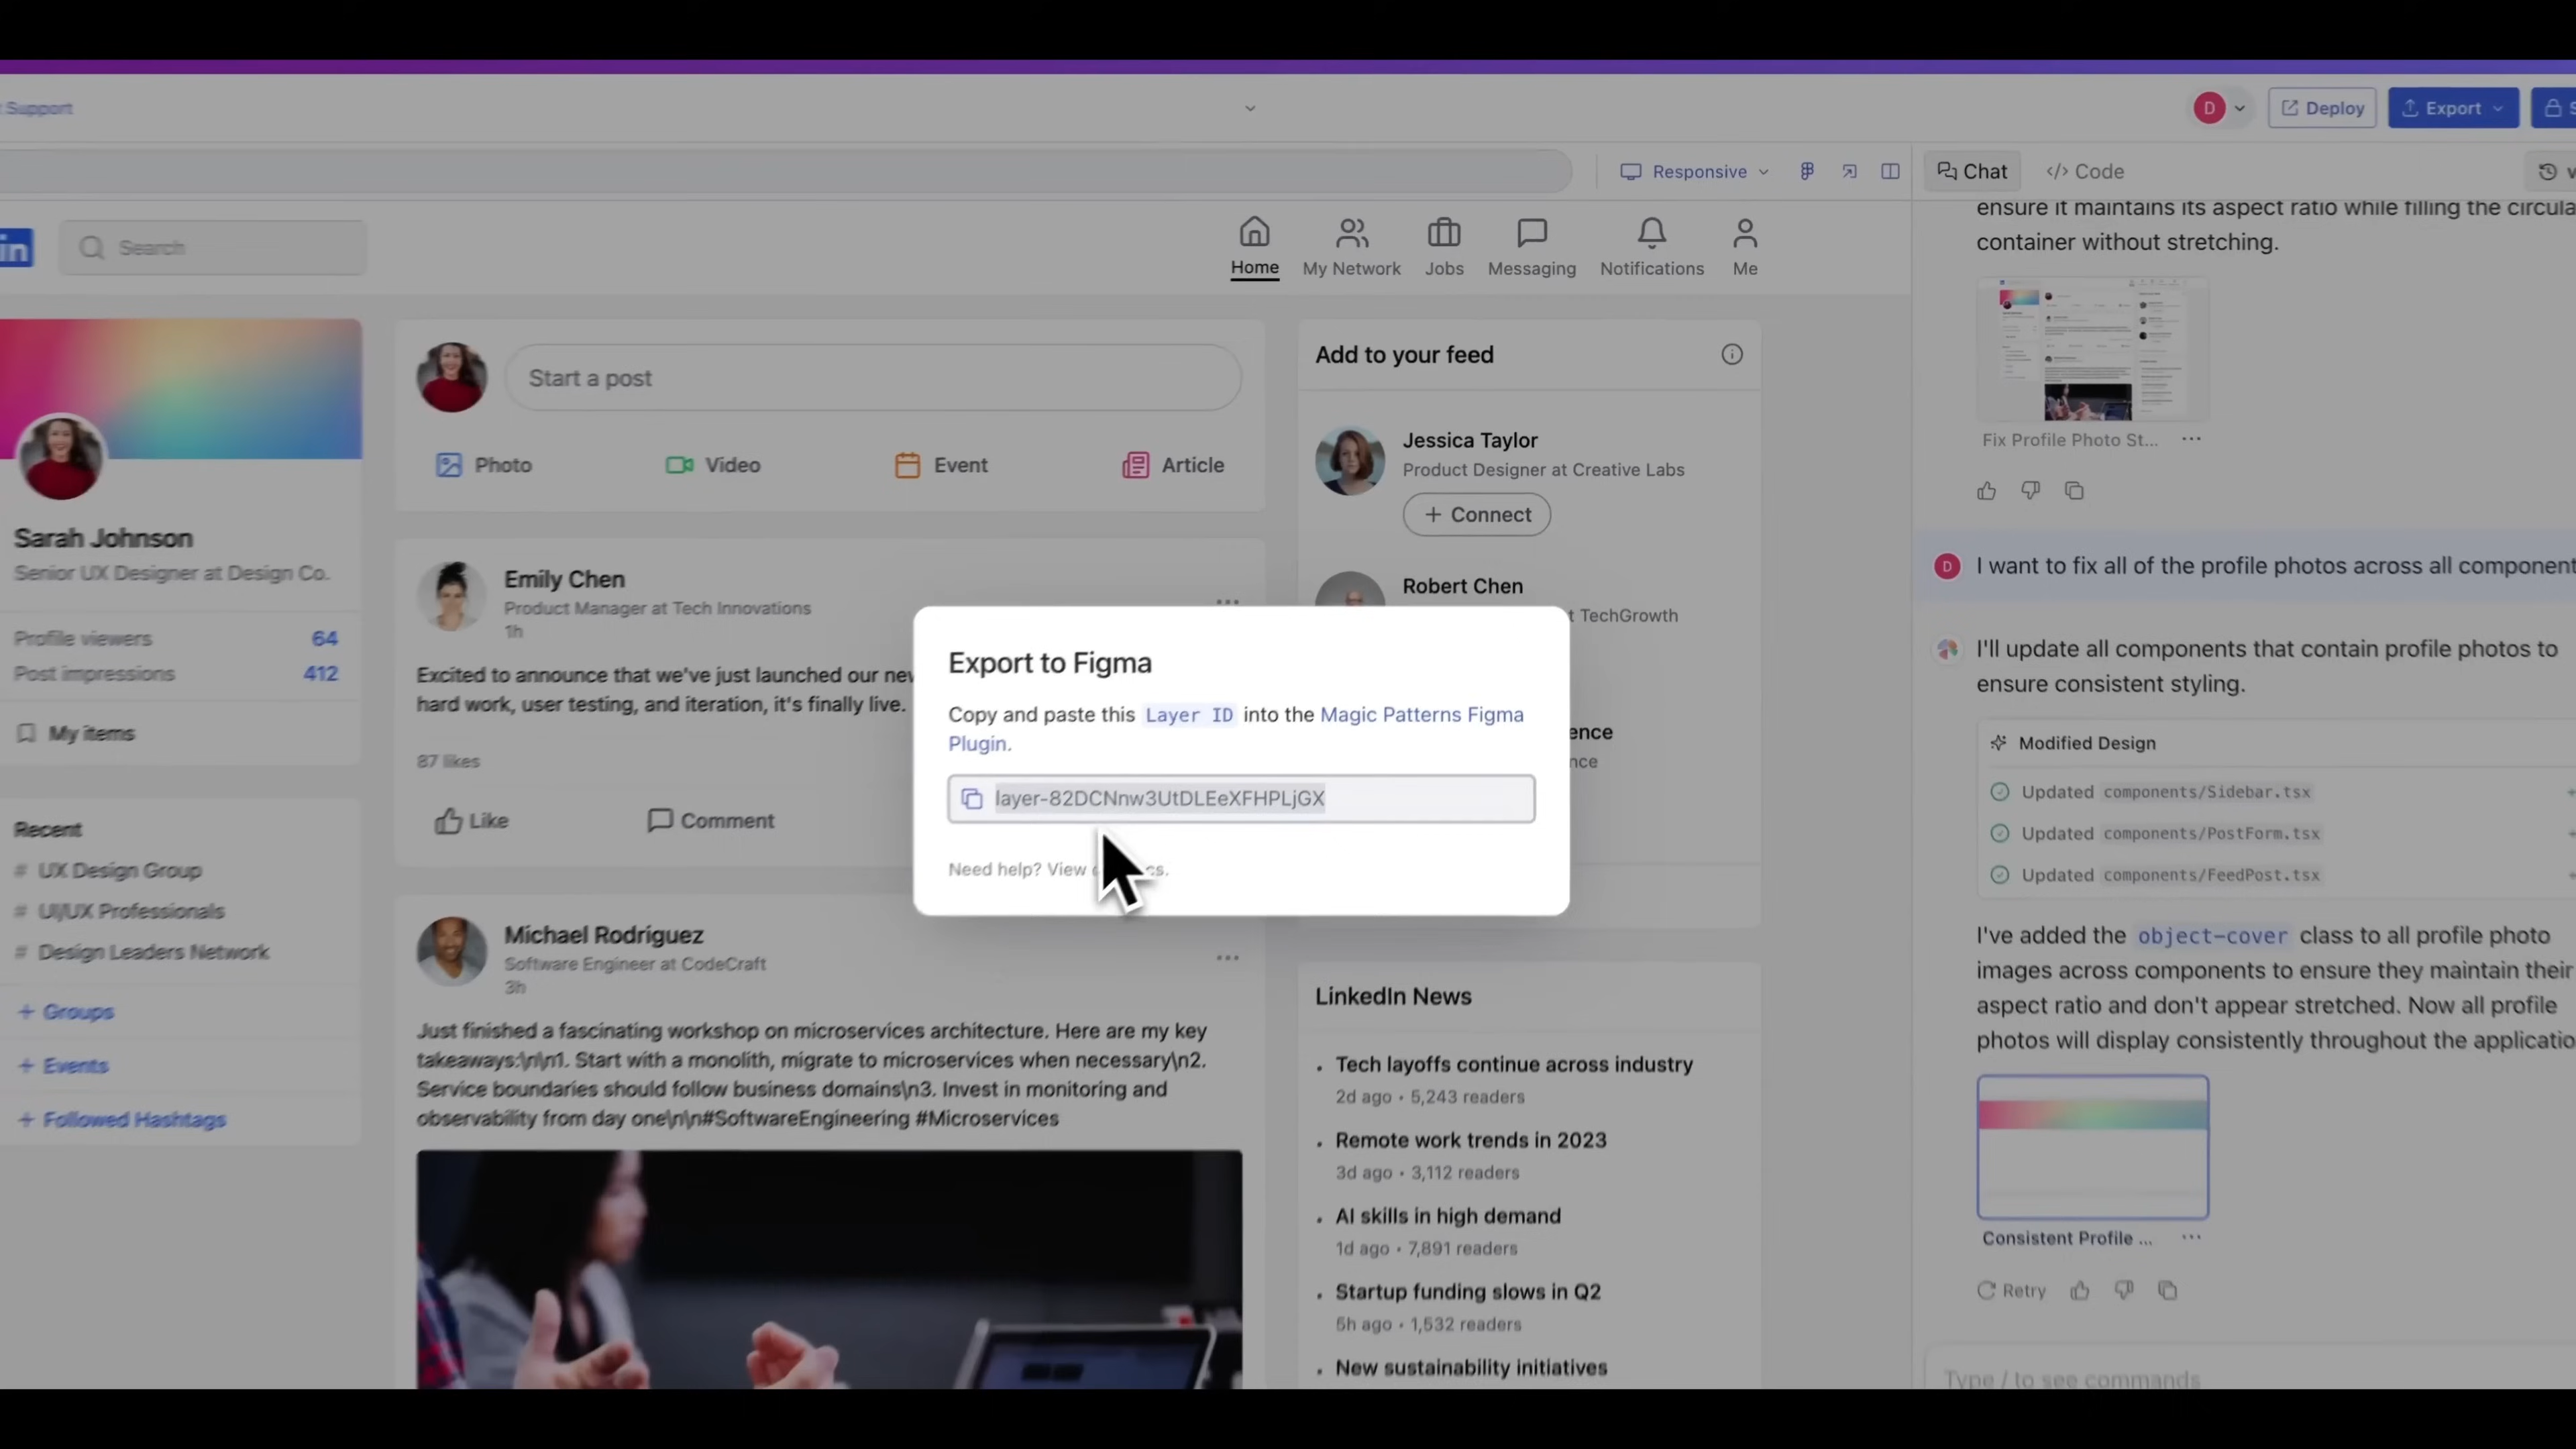 Support
D
Deploy
Export
Responsive
Chat
</> Code
in
Search
Home
My Network
Jobs
Messaging
Notifications
Me
Sarah Johnson
Senior UX Designer at Design Co.
Profile viewers 64
Post impressions 412
My items
Recent
# UX Design Group
# UI/UX Professionals
# Design Leaders Network
+ Groups
+ Events
+ Followed Hashtags
Start a post
Photo
Video
Event
Article
Emily Chen
Product Manager at Tech Innovations
1h
Excited to announce that we've just launched our new
hard work, user testing, and iteration, it's finally live.
87 likes
Like
Comment
Michael Rodriguez
Software Engineer at CodeCraft
3h
Just finished a fascinating workshop on microservices architecture. Here are my key
takeaways:\n\n1. Start with a monolith, migrate to microservices when necessary\n2.
Service boundaries should follow business domains\n3. Invest in monitoring and
observability from day one\n\n#SoftwareEngineering #Microservices
Export to Figma
Copy and paste this Layer ID into the Magic Patterns Figma
Plugin.
layer-82DCNnw3UtDLEeXFHPLjGX
Need help? View
Add to your feed
Jessica Taylor
Product Designer at Creative Labs
+ Connect
Robert Chen
t TechGrowth
ence
nce
LinkedIn News
• Tech layoffs continue across industry
2d ago • 5,243 readers
• Remote work trends in 2023
3d ago • 3,112 readers
• AI skills in high demand
1d ago • 7,891 readers
• Startup funding slows in Q2
5h ago • 1,532 readers
• New sustainability initiatives
ensure it maintains its aspect ratio while filling the circula
container without stretching.
Fix Profile Photo St...
D
I want to fix all of the profile photos across all component
I'll update all components that contain profile photos to
ensure consistent styling.
Modified Design
Updated components/Sidebar.tsx
Updated components/PostForm.tsx
Updated components/FeedPost.tsx
I've added the object-cover class to all profile photo
images across components to ensure they maintain their
aspect ratio and don't appear stretched. Now all profile
photos will display consistently throughout the applicatio
Consistent Profile ...
Retry
Type / to see commands